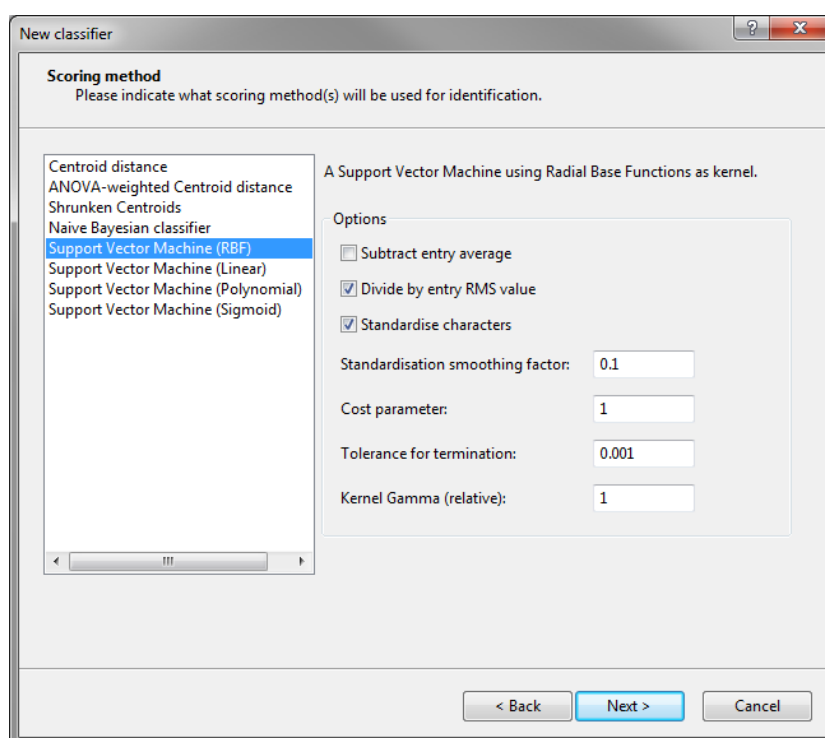 New classifier
Scoring method
Please indicate what scoring method(s) will be used for identification.
Centroid distance
ANOVA-weighted Centroid distance
Shrunken Centroids
Naive Bayesian classifier
Support Vector Machine (RBF)
Support Vector Machine (Linear)
Support Vector Machine (Polynomial)
Support Vector Machine (Sigmoid)
A Support Vector Machine using Radial Base Functions as kernel.
Options
Subtract entry average
Divide by entry RMS value
Standardise characters
Standardisation smoothing factor: 0.1
Cost parameter: 1
Tolerance for termination: 0.001
Kernel Gamma (relative): 1
< Back Next > Cancel